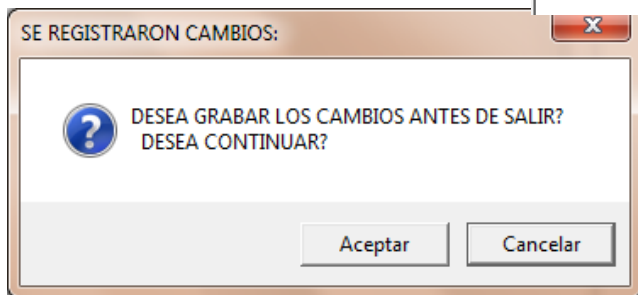 SE REGISTRARON CAMBIOS:
DESEA GRABAR LOS CAMBIOS ANTES DE SALIR?
DESEA CONTINUAR?
Aceptar
Cancelar